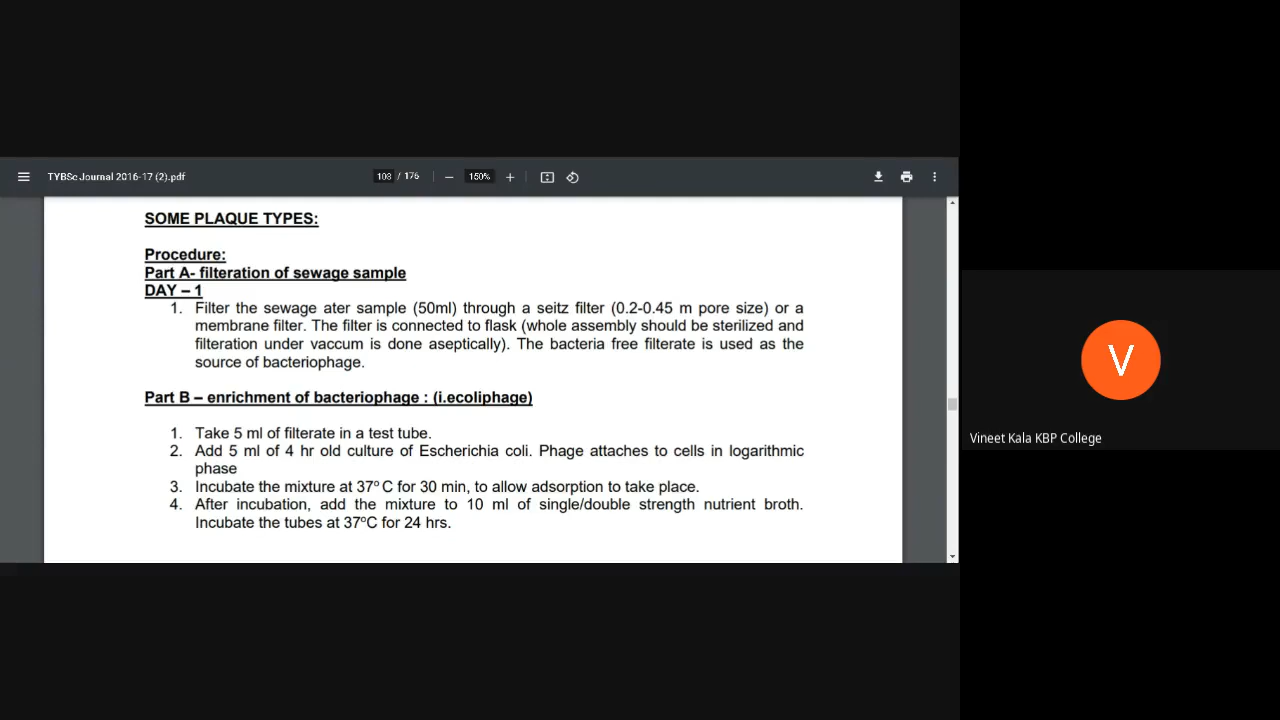 TYBSc Journal 2016-17 (2).pdf
108 / 176
150%
SOME PLAQUE TYPES:
Procedure:
Part A- filteration of sewage sample
DAY – 1
1. Filter the sewage ater sample (50ml) through a seitz filter (0.2-0.45 m pore size) or a
membrane filter. The filter is connected to flask (whole assembly should be sterilized and
filteration under vaccum is done aseptically). The bacteria free filterate is used as the
source of bacteriophage.
Part B – enrichment of bacteriophage : (i.ecoliphage)
1. Take 5 ml of filterate in a test tube.
2. Add 5 ml of 4 hr old culture of Escherichia coli. Phage attaches to cells in logarithmic
phase
3. Incubate the mixture at 37º C for 30 min, to allow adsorption to take place.
4. After incubation, add the mixture to 10 ml of single/double strength nutrient broth.
Incubate the tubes at 37ºC for 24 hrs.
V
Vineet Kala KBP College